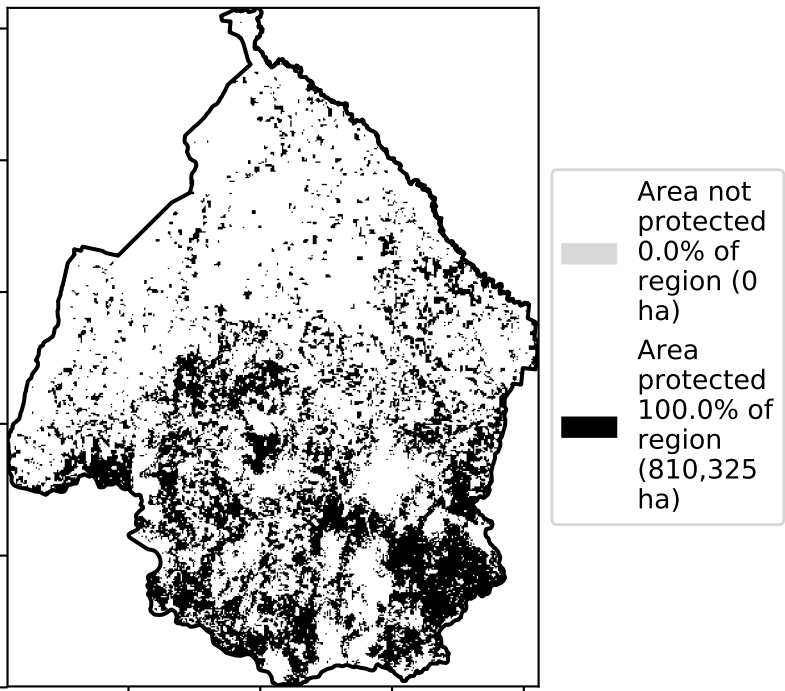 Area not
protected
0.0% of
region (0
ha)
Area
protected
100.0% of
region
(810,325
ha)